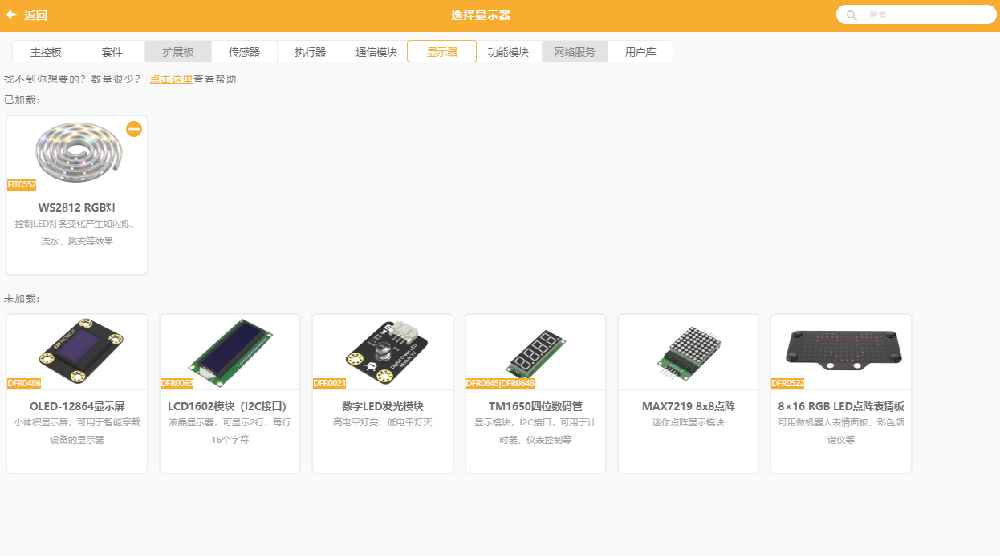 返回
选择显示器
搜索
主控板 套件 扩展板 传感器 执行器 通信模块 显示器 功能模块 网络服务 用户库
找不到你想要的？数量很少？ 点击这里查看帮助
已加载:
FIT0352
WS2812 RGB灯
控制LED灯条变化产生如闪烁、
流水、跳变等效果
未加载:
DFROBOT
DFR0486
OLED-12864显示屏
小体积显示屏，可用于智能穿戴
设备的显示器
DFR0063
LCD1602模块（I2C接口）
液晶显示器，可显示2行，每行
16个字符
Digital Qrain LED
Module V2
DFR0021
数字LED发光模块
高电平灯亮，低电平灯灭
DFR0645|DFR0646
TM1650四位数码管
显示模块，I2C接口，可用于计
时器、仪表控制等
MAX7219 8x8点阵
迷你点阵显示模块
DFR0522
8×16 RGB LED点阵表情板
可用做机器人表情面板、彩色频
谱仪等